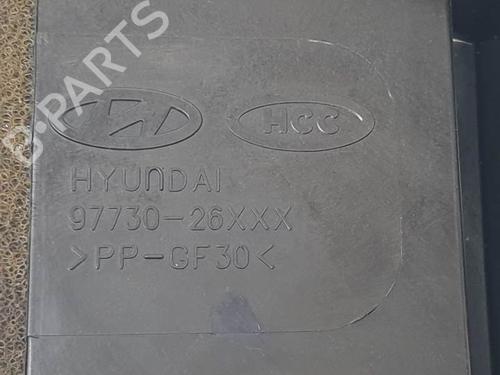 B-PARTS
HCC
HYUNDAI
97730-26XXX
>PP-GF30<